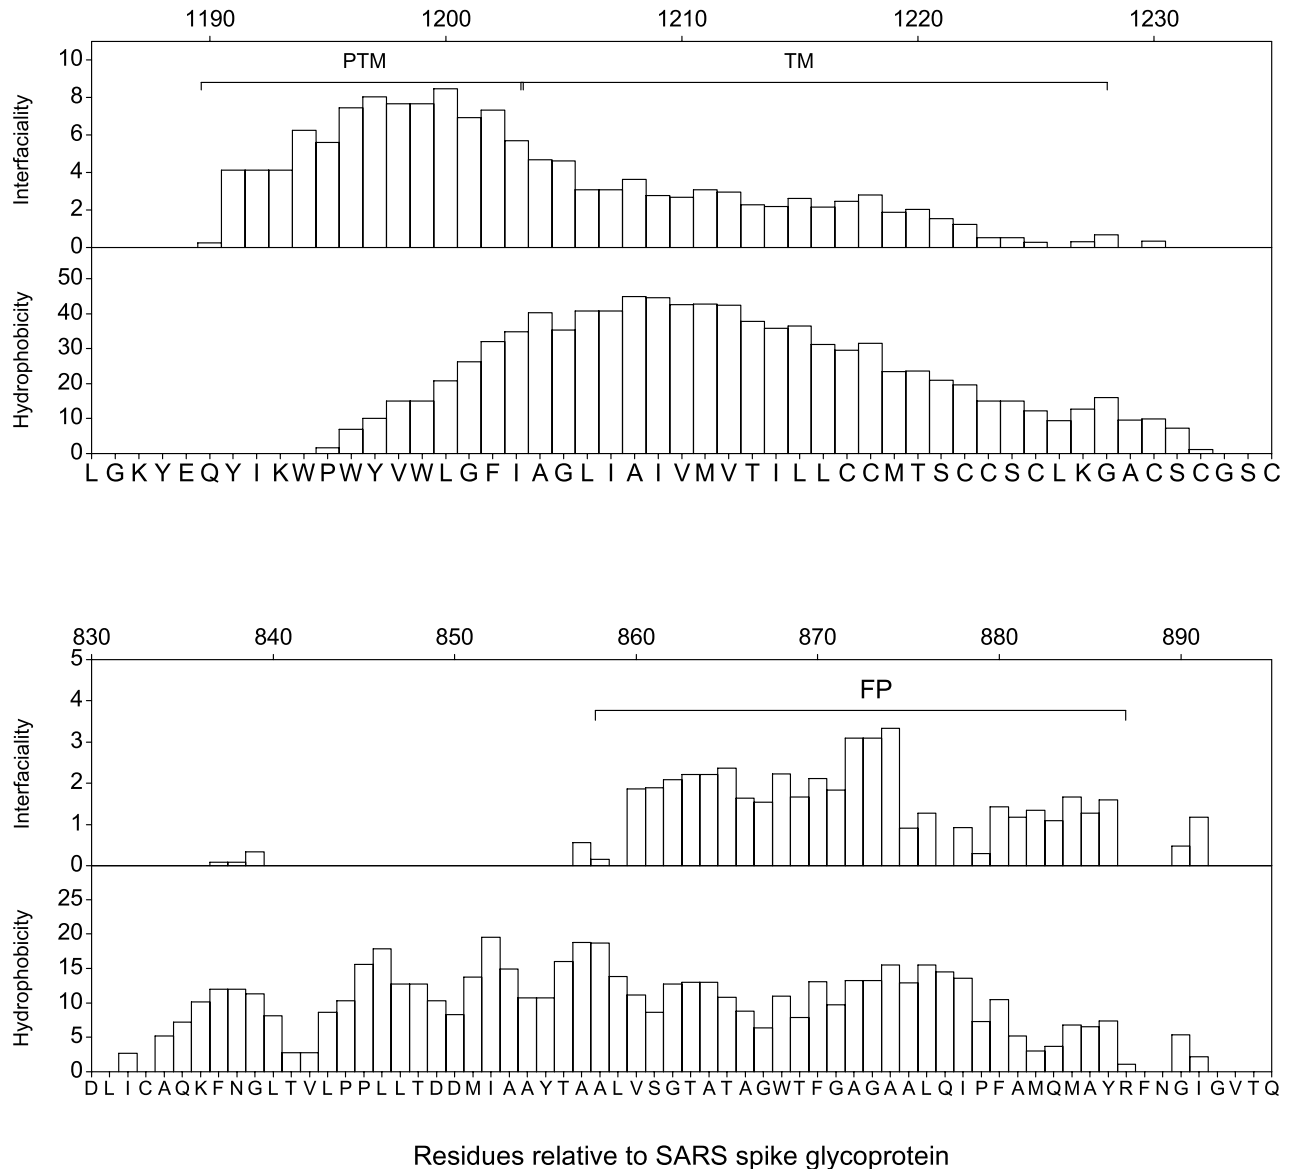 1190 1200 1210 1220 1230
PTM TM
Interfaciality
10
8
6
4
2
0
Hydrophobicity
50
40
30
20
10
0
L G K Y E Q Y I K W P W Y V W L G F I A G L I A I V M V T I L L C C M T S C C S C L K G A C S C G S C
830 840 850 860 870 880 890
FP
Interfaciality
5
4
3
2
1
0
Hydrophobicity
25
20
15
10
5
0
D L I C A Q K F N G L T V L P P L L T D D M I A A Y T A A L V S G T A T A G W T F G A G A A L Q I P F A M Q M A Y R F N G I G V T Q
Residues relative to SARS spike glycoprotein